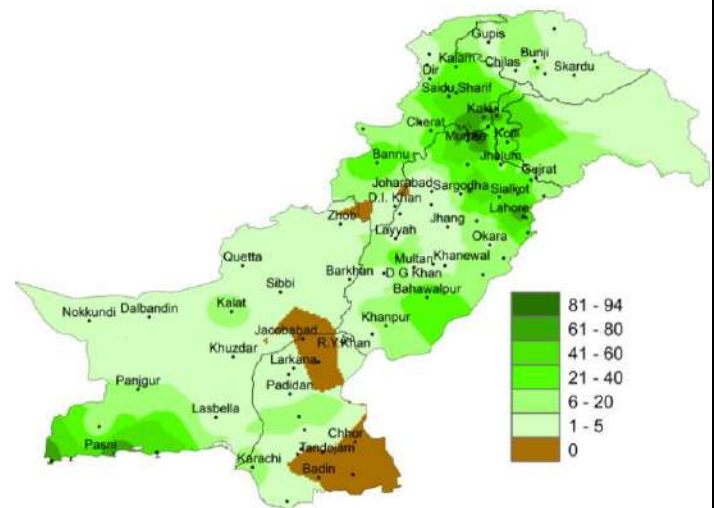 Gupis
Kalam
Bunji
Chilas
Skardu
Dir
Saidu Sharif
Kakul
Cherat
Murree
Kotli
Bannu
Jhelum
Gujrat
Joharabad
Sargodha
Sialkot
D.I. Khan
Zhob
Lahore
Layyah
Jhang
Okara
Quetta
Multan
Khanewal
Barkhan
D G Khan
Sibbi
Bahawalpur
Kalat
Nokkundi
Dalbandin
Khanpur
Jacobabad
R.Y.Khan
Khuzdar
Larkana
Panjgur
Padidan
Lasbella
Pasni
Chhor
Karachi
Tandojam
Badin
81 - 94
61 - 80
41 - 60
21 - 40
6 - 20
1 - 5
0